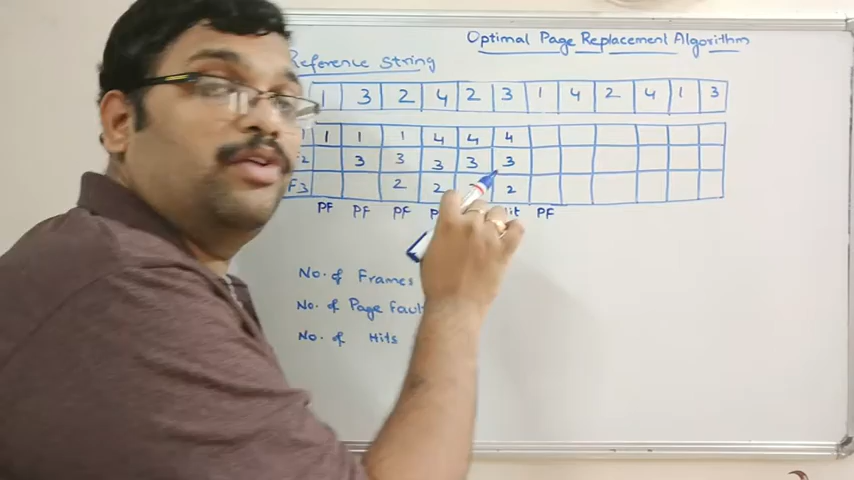 Optimal Page Replacement Algorithm
Reference String
1 3 2 4 2 3 1 4 2 4 1 3
1 1 1 4 4 4
2 3 3 3 3 3
F3 2 2 2
PF PF PF PF
No. of Frames
No. of Page Faul
No. of Hits